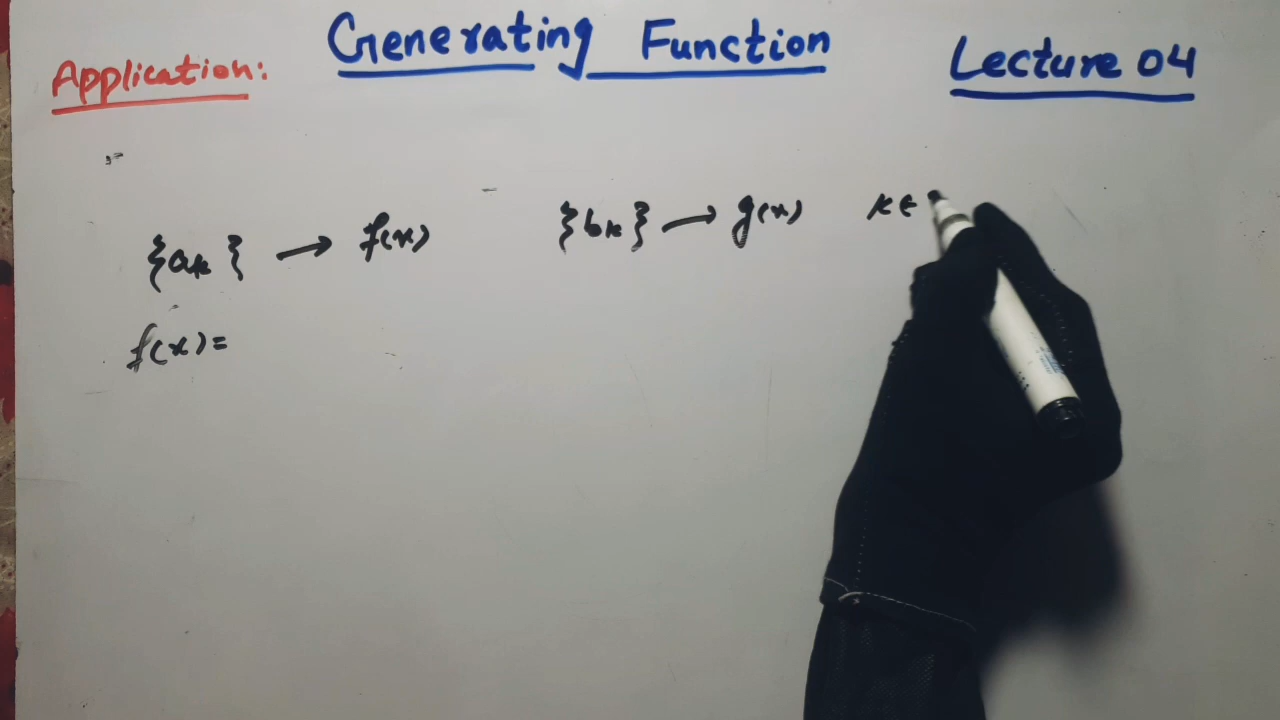 Generating Function
Lecture 04
Application:
{aₖ} → f(x)
{bₖ} → g(x)
k ∈
f(x) =